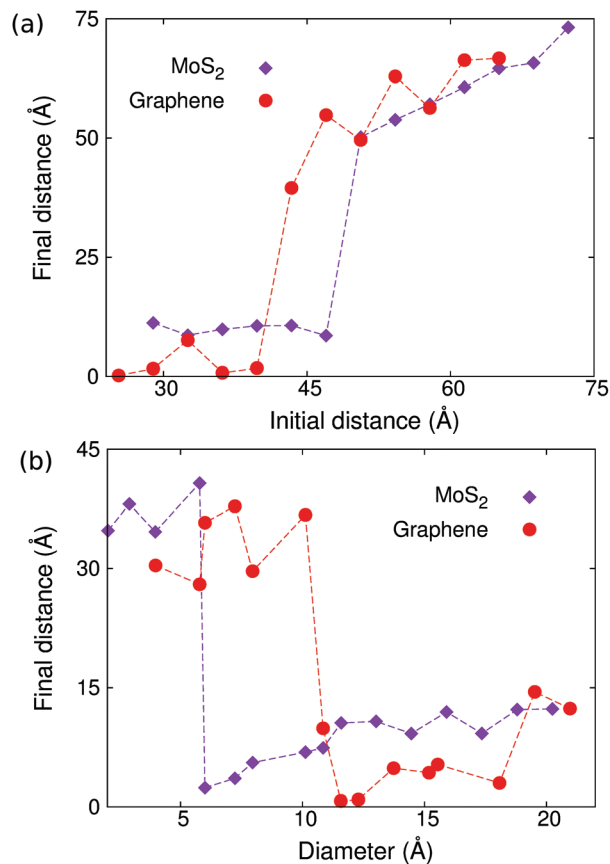 (a)
75
50
25
0
Final distance (Å)
MoS2
Graphene
30
45
60
75
Initial distance (Å)
(b)
45
30
15
0
Final distance (Å)
MoS2
Graphene
5
10
15
20
Diameter (Å)